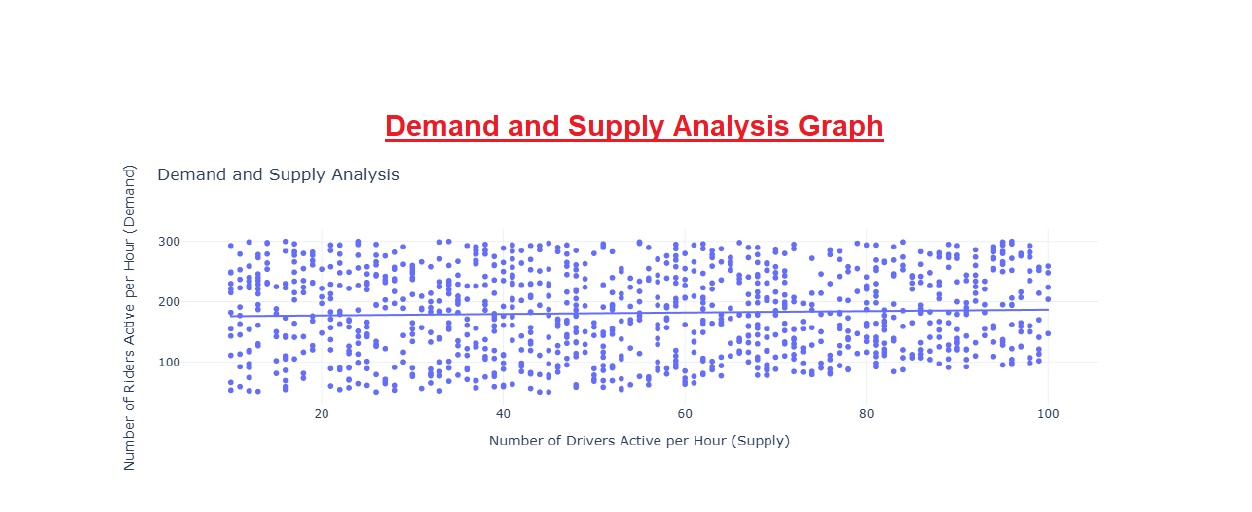 Demand and Supply Analysis Graph
Demand and Supply Analysis
Number of Riders Active per Hour (Demand)
300
200
100
20 40 60 80 100
Number of Drivers Active per Hour (Supply)